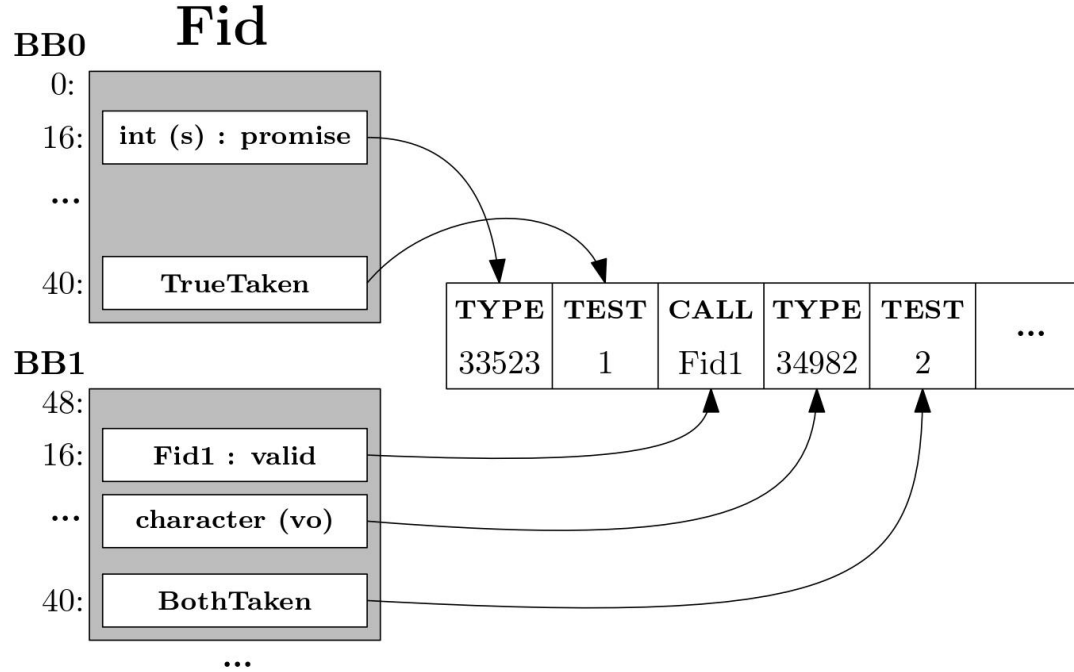 Fid
BB0
0:
16: int (s) : promise
...
40: TrueTaken
TYPE TEST CALL TYPE TEST ...
33523 1 Fid1 34982 2
BB1
48:
16: Fid1 : valid
... character (vo)
40: BothTaken
...